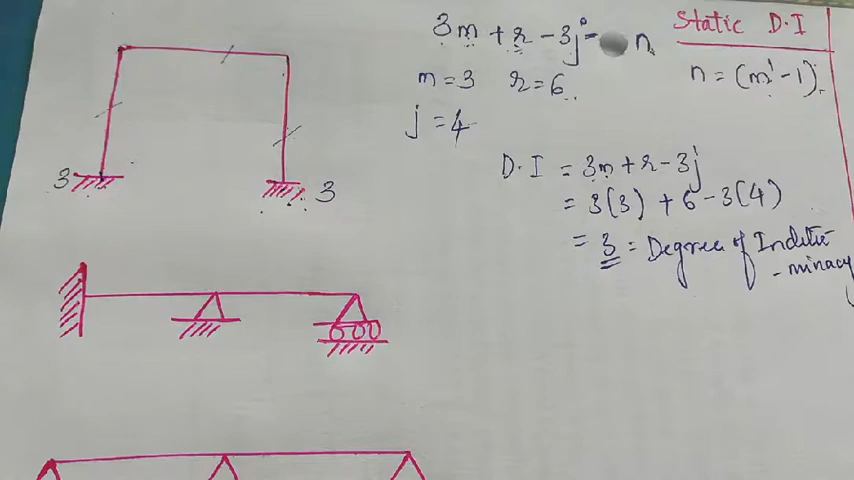 Static D.I
3m + r - 3j - n
n = (m' - 1)
m = 3 r = 6
j = 4
3
3
D.I = 3m + r - 3j
= 3(3) + 6 - 3(4)
= 3 = Degree of Indeter
- minacy